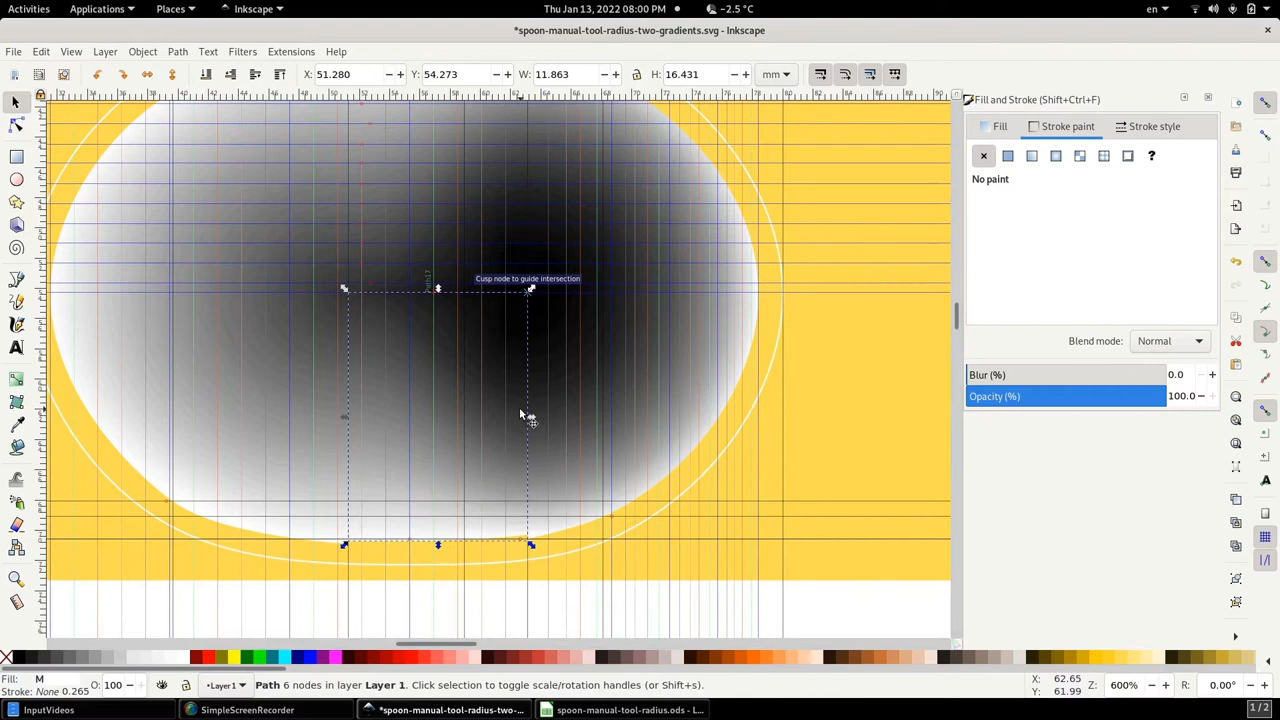 Activities Applications Places Inkscape Thu Jan 13, 2022 08:00 PM -2.5 °C en
*spoon-manual-tool-radius-two-gradients.svg - Inkscape
File Edit View Layer Object Path Text Filters Extensions Help
X: 51.280 Y: 54.273 W: 11.863 H: 16.431 mm
Fill and Stroke (Shift+Ctrl+F)
Fill Stroke paint Stroke style
No paint
Cusp node to guide intersection
Blend mode: Normal
Blur (%) 0.0
Opacity (%) 100.0
Fill: M
Stroke: None 0.265
O: 100
Layer 1
Path 6 nodes in layer Layer 1. Click selection to toggle scale/rotation handles (or Shift+s).
X: 62.65
Y: 61.99
Z: 600%
R: 0.00°
InputVideos SimpleScreenRecorder *spoon-manual-tool-radius-two-... spoon-manual-tool-radius.ods - L... 1 / 2